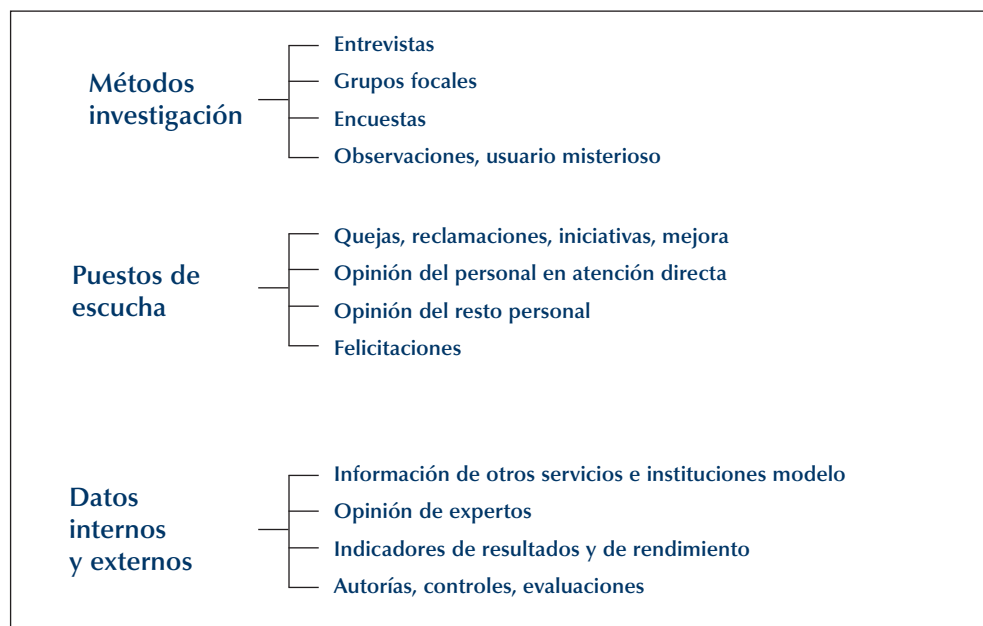 Métodos
investigación
Entrevistas
Grupos focales
Encuestas
Observaciones, usuario misterioso
Puestos de
escucha
Quejas, reclamaciones, iniciativas, mejora
Opinión del personal en atención directa
Opinión del resto personal
Felicitaciones
Datos
internos
y externos
Información de otros servicios e instituciones modelo
Opinión de expertos
Indicadores de resultados y de rendimiento
Autorías, controles, evaluaciones